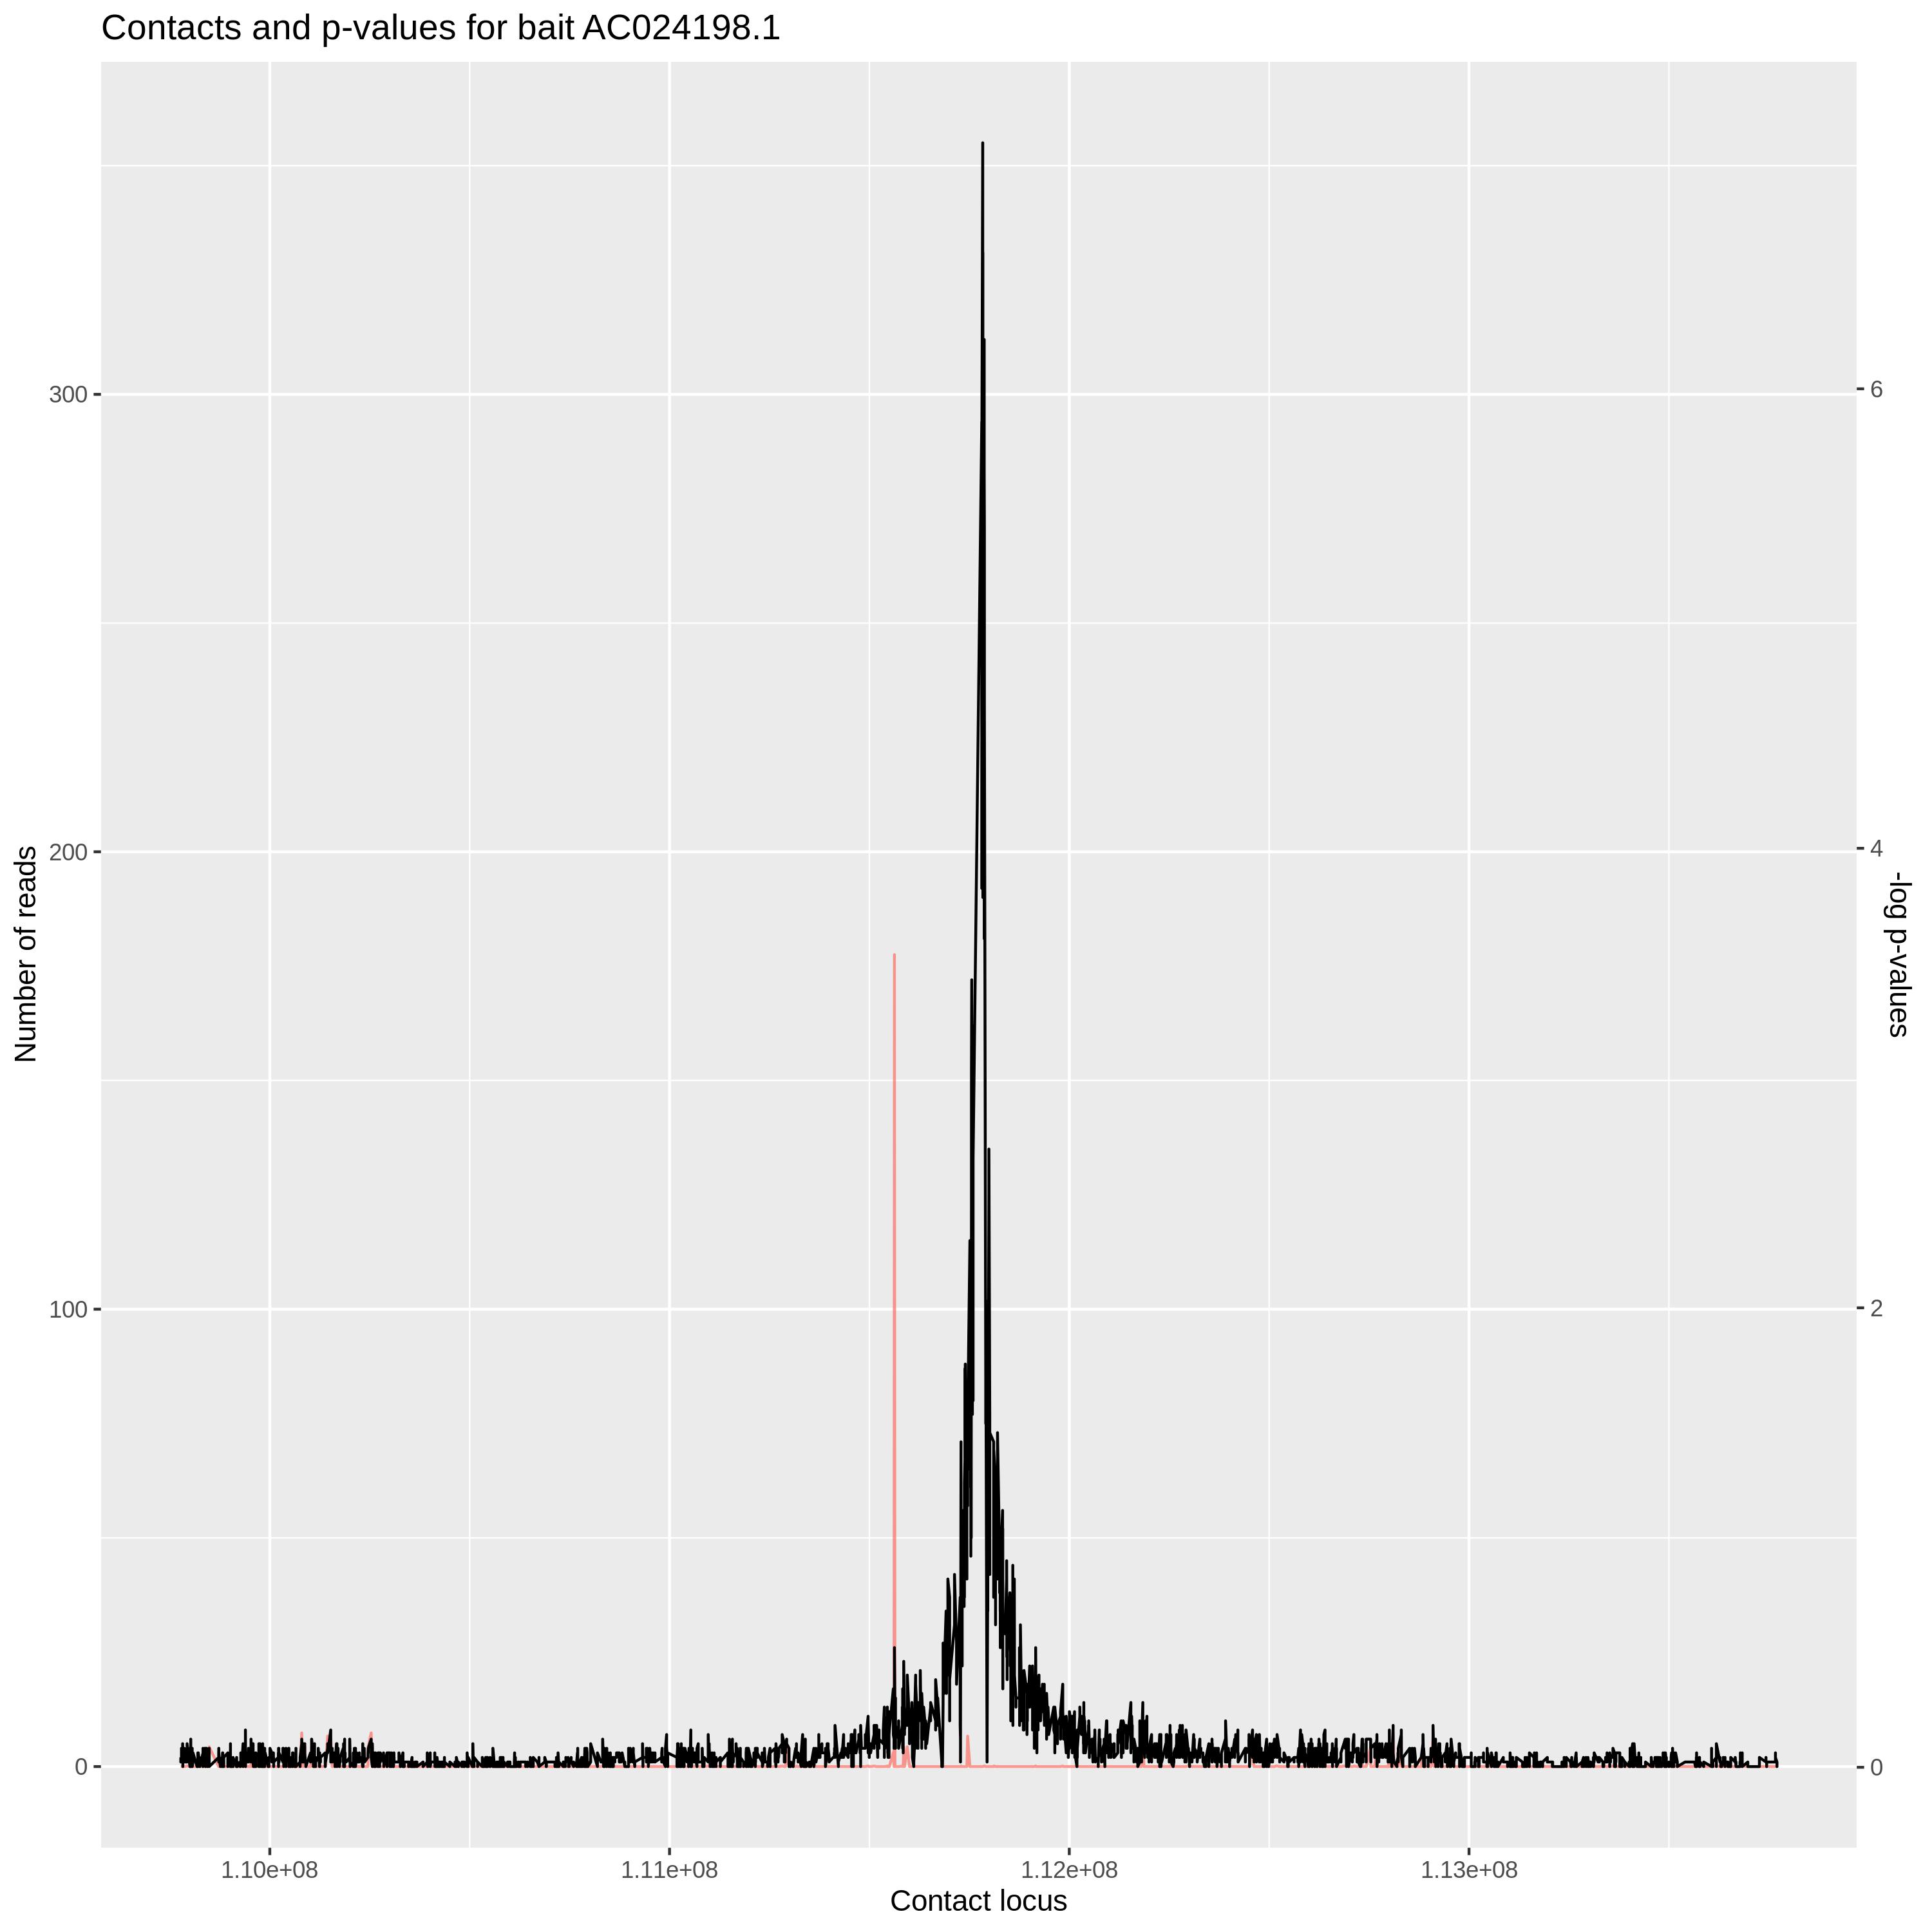 Contacts and p-values for bait AC024198.1
300
200
100
0
6
4
2
0
Number of reads
-log p-values
1.10e+08
1.11e+08
1.12e+08
1.13e+08
Contact locus